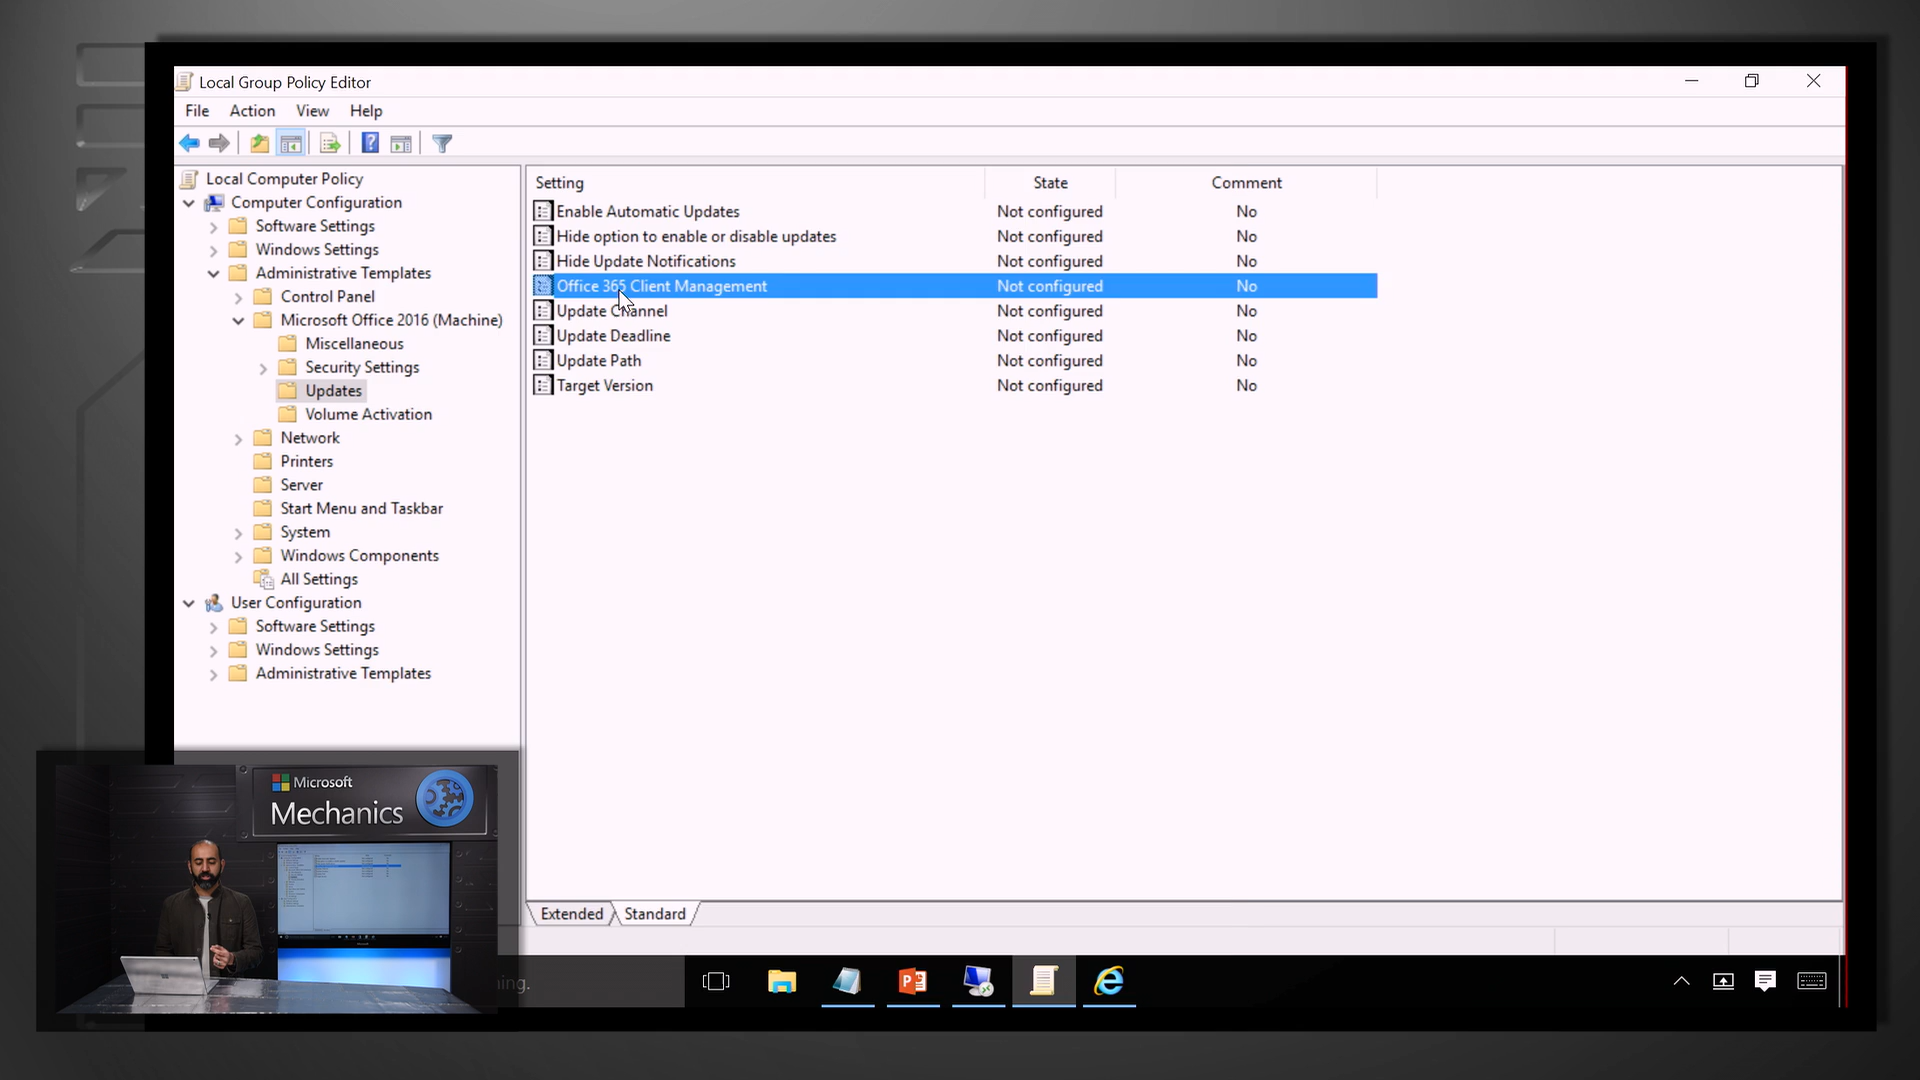 Local Group Policy Editor
File Action View Help
Local Computer Policy
Computer Configuration
Software Settings
Windows Settings
Administrative Templates
Control Panel
Microsoft Office 2016 (Machine)
Miscellaneous
Security Settings
Updates
Volume Activation
Network
Printers
Server
Start Menu and Taskbar
System
Windows Components
All Settings
User Configuration
Software Settings
Windows Settings
Administrative Templates
Setting State Comment
Enable Automatic Updates Not configured No
Hide option to enable or disable updates Not configured No
Hide Update Notifications Not configured No
Office 365 Client Management Not configured No
Update Channel Not configured No
Update Deadline Not configured No
Update Path Not configured No
Target Version Not configured No
Extended Standard
Microsoft
Mechanics